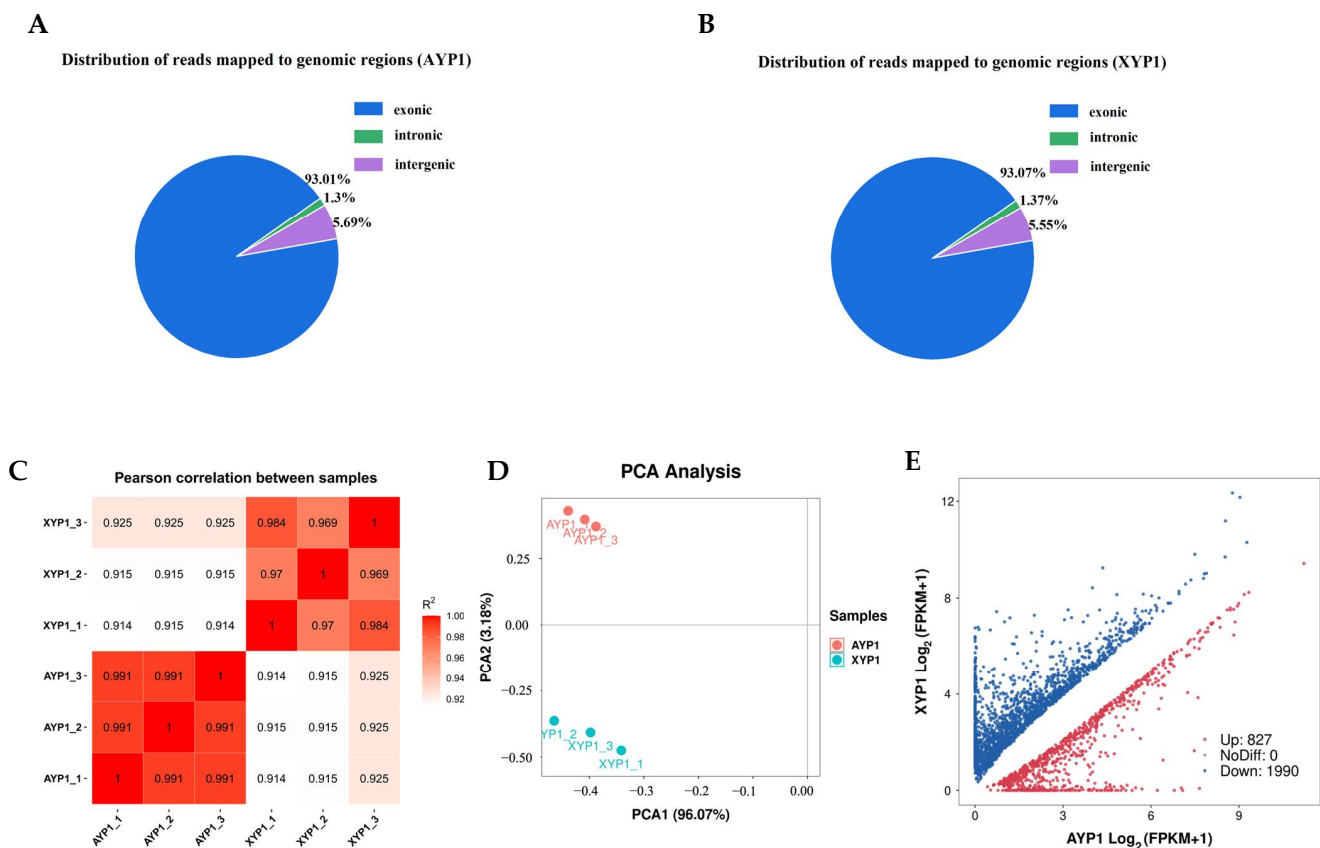 A
Distribution of reads mapped to genomic regions (AYP1)
exonic
intronic
intergenic
93.01%
1.3%
5.69%
B
Distribution of reads mapped to genomic regions (XYP1)
exonic
intronic
intergenic
93.07%
1.37%
5.55%
C
Pearson correlation between samples
XYP1_3 0.925 0.925 0.925 0.984 0.969 1
XYP1_2 0.915 0.915 0.915 0.97 1 0.969
XYP1_1 0.914 0.915 0.914 1 0.97 0.984
AYP1_3 0.991 0.991 1 0.914 0.915 0.925
AYP1_2 0.991 1 0.991 0.915 0.915 0.925
AYP1_1 1 0.991 0.991 0.914 0.915 0.925
AYP1_1 AYP1_2 AYP1_3 XYP1_1 XYP1_2 XYP1_3
R2
1.00
0.98
0.96
0.94
0.92
D
PCA Analysis
PCA2 (3.18%)
0.25
0.00
−0.25
−0.50
AYP1_3
YP1_2
XYP1_3
XYP1_1
−0.4 −0.3 −0.2 −0.1 0.00
PCA1 (96.07%)
Samples
AYP1
XYP1
E
XYP1 Log2(FPKM+1)
12
8
4
0
Up: 827
NoDiff: 0
Down: 1990
0 3 6 9
AYP1 Log2(FPKM+1)